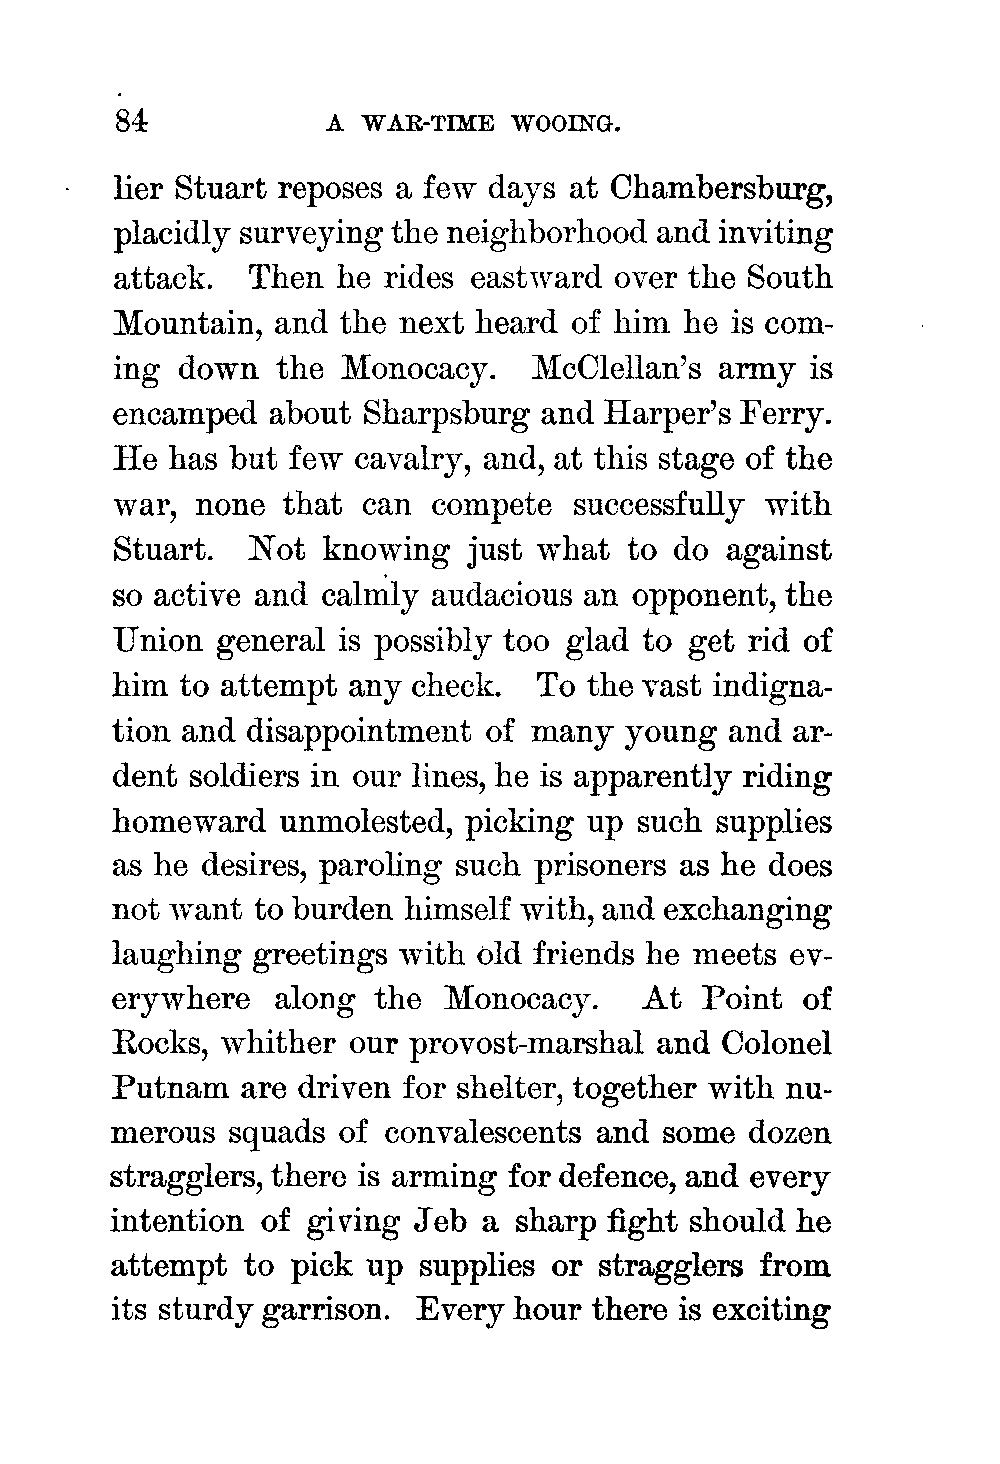 84 A WAR-TIME WOOING.
lier Stuart reposes a few days at Chambersburg,
placidly surveying the neighborhood and inviting
attack. Then he rides eastward over the South
Mountain, and the next heard of him he is com-
ing down the Monocacy. McClellan's army is
encamped about Sharpsburg and Harper's Ferry.
He has but few cavalry, and, at this stage of the
war, none that can compete successfully with
Stuart. Not knowing just what to do against
so active and calmly audacious an opponent, the
Union general is possibly too glad to get rid of
him to attempt any check. To the vast indigna-
tion and disappointment of many young and ar-
dent soldiers in our lines, he is apparently riding
homeward unmolested, picking up such supplies
as he desires, paroling such prisoners as he does
not want to burden himself with, and exchanging
laughing greetings with old friends he meets ev-
erywhere along the Monocacy. At Point of
Rocks, whither our provost-marshal and Colonel
Putnam are driven for shelter, together with nu-
merous squads of convalescents and some dozen
stragglers, there is arming for defence, and every
intention of giving Jeb a sharp fight should he
attempt to pick up supplies or stragglers from
its sturdy garrison. Every hour there is exciting